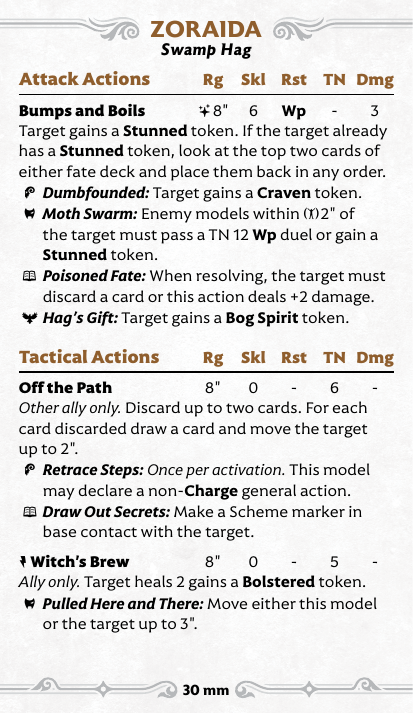 ZORAIDA
Swamp Hag
Attack Actions Rg Skl Rst TN Dmg
Bumps and Boils 8" 6 Wp - 3
Target gains a Stunned token. If the target already
has a Stunned token, look at the top two cards of
either fate deck and place them back in any order.
Dumbfounded: Target gains a Craven token.
Moth Swarm: Enemy models within 2" of
the target must pass a TN 12 Wp duel or gain a
Stunned token.
Poisoned Fate: When resolving, the target must
discard a card or this action deals +2 damage.
Hag's Gift: Target gains a Bog Spirit token.
Tactical Actions Rg Skl Rst TN Dmg
Off the Path 8" 0 - 6 -
Other ally only. Discard up to two cards. For each
card discarded draw a card and move the target
up to 2".
Retrace Steps: Once per activation. This model
may declare a non-Charge general action.
Draw Out Secrets: Make a Scheme marker in
base contact with the target.
Witch's Brew 8" 0 - 5 -
Ally only. Target heals 2 gains a Bolstered token.
Pulled Here and There: Move either this model
or the target up to 3".
30 mm